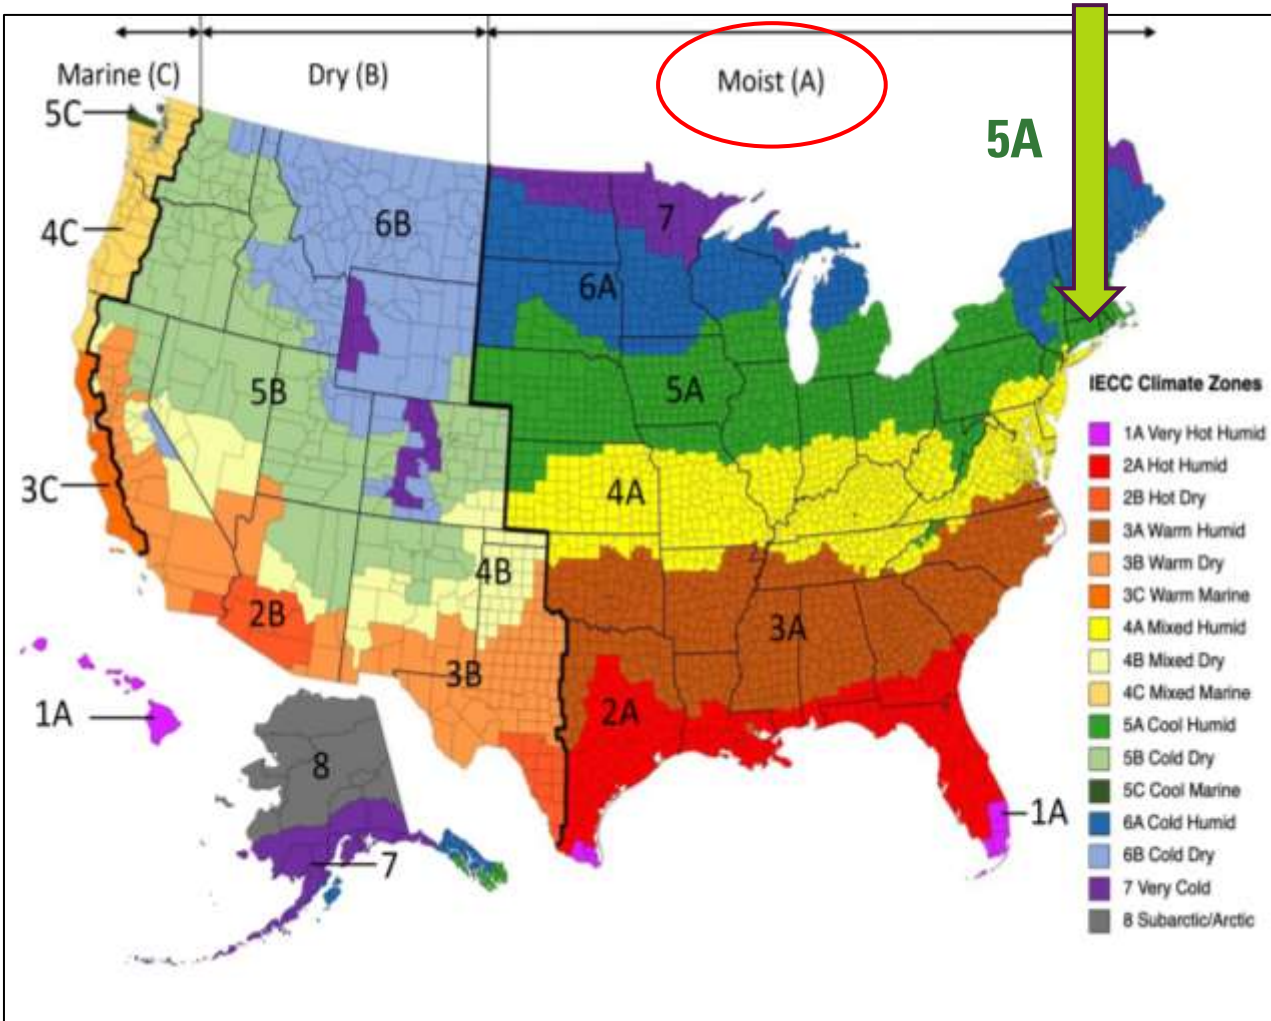 Marine (C)
Dry (B)
Moist (A)
5C
5A
4C
6B
7
6A
5B
5A
3C
4A
4B
2B
3A
3B
1A
2A
8
1A
7
IECC Climate Zones
1A Very Hot Humid
2A Hot Humid
2B Hot Dry
3A Warm Humid
3B Warm Dry
3C Warm Marine
4A Mixed Humid
4B Mixed Dry
4C Mixed Marine
5A Cool Humid
5B Cold Dry
5C Cool Marine
6A Cold Humid
6B Cold Dry
7 Very Cold
8 Subarctic/Arctic